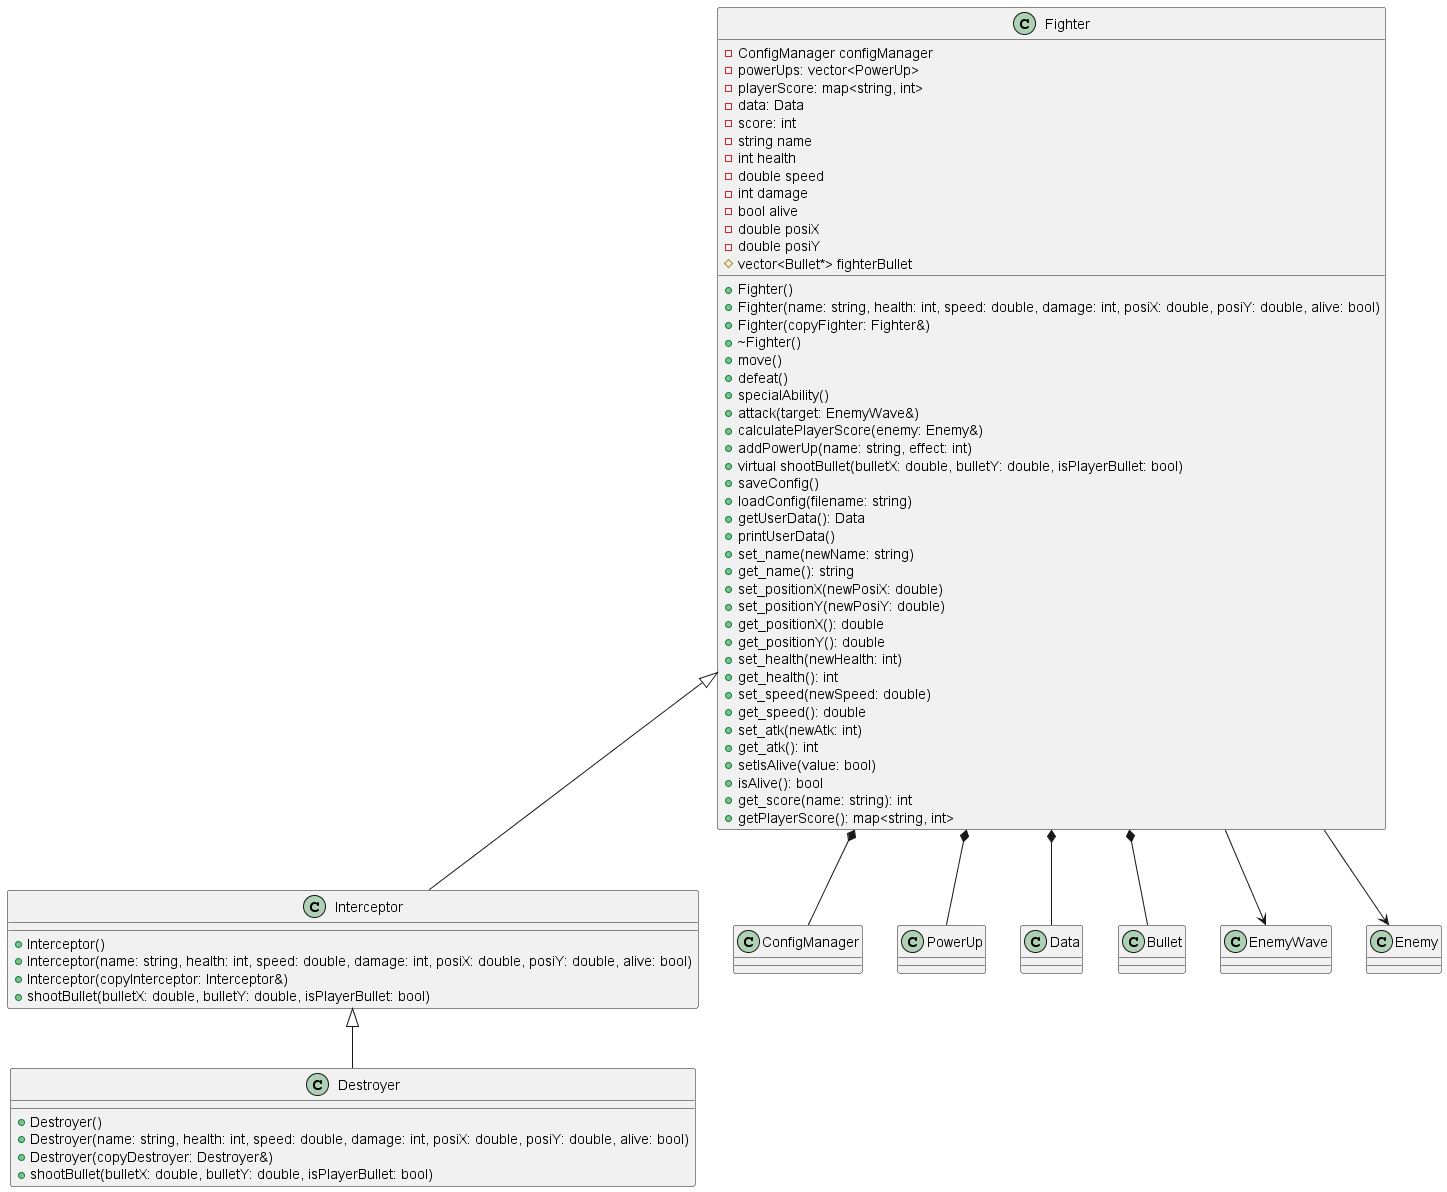 Fighter
ConfigManager configManager
powerUps: vector<PowerUp>
playerScore: map<string, int>
data: Data
score: int
string name
int health
double speed
int damage
bool alive
double posiX
double posiY
vector<Bullet*> fighterBullet
Fighter()
Fighter(name: string, health: int, speed: double, damage: int, posiX: double, posiY: double, alive: bool)
Fighter(copyFighter: Fighter&)
~Fighter()
move()
defeat()
specialAbility()
attack(target: EnemyWave&)
calculatePlayerScore(enemy: Enemy&)
addPowerUp(name: string, effect: int)
virtual shootBullet(bulletX: double, bulletY: double, isPlayerBullet: bool)
saveConfig()
loadConfig(filename: string)
getUserData(): Data
printUserData()
set_name(newName: string)
get_name(): string
set_positionX(newPosiX: double)
set_positionY(newPosiY: double)
get_positionX(): double
get_positionY(): double
set_health(newHealth: int)
get_health(): int
set_speed(newSpeed: double)
get_speed(): double
set_atk(newAtk: int)
get_atk(): int
setIsAlive(value: bool)
isAlive(): bool
get_score(name: string): int
getPlayerScore(): map<string, int>
Interceptor
Interceptor()
Interceptor(name: string, health: int, speed: double, damage: int, posiX: double, posiY: double, alive: bool)
Interceptor(copyInterceptor: Interceptor&)
shootBullet(bulletX: double, bulletY: double, isPlayerBullet: bool)
ConfigManager
PowerUp
Data
Bullet
EnemyWave
Enemy
Destroyer
Destroyer()
Destroyer(name: string, health: int, speed: double, damage: int, posiX: double, posiY: double, alive: bool)
Destroyer(copyDestroyer: Destroyer&)
shootBullet(bulletX: double, bulletY: double, isPlayerBullet: bool)